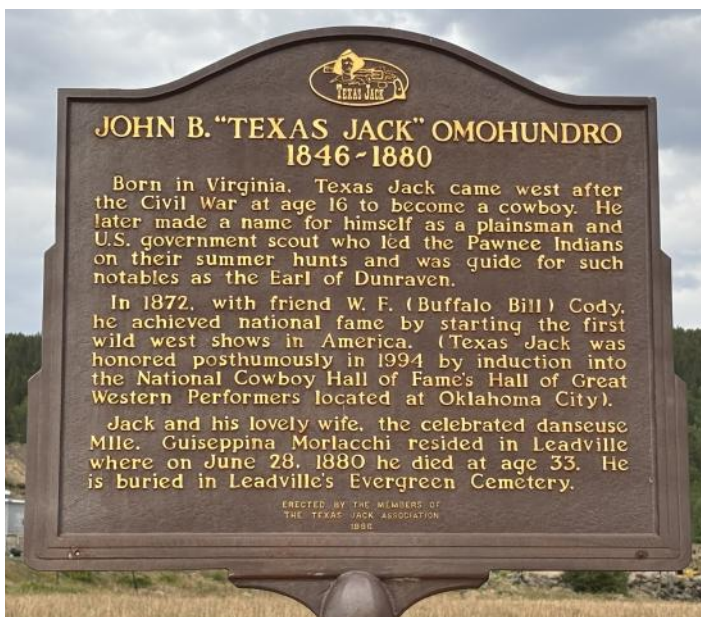 TEXAS JACK
JOHN B. "TEXAS JACK" OMOHUNDRO
1846-1880
Born in Virginia, Texas Jack came west after
the Civil War at age 16 to become a cowboy. He
later made a name for himself as a plainsman and
U.S. government scout who led the Pawnee Indians
on their summer hunts and was guide for such
notables as the Earl of Dunraven.
In 1872, with friend W. F. (Buffalo Bill) Cody,
he achieved national fame by starting the first
wild west shows in America. (Texas Jack was
honored posthumously in 1994 by induction into
the National Cowboy Hall of Fame's Hall of Great
Western Performers located at Oklahoma City).
Jack and his lovely wife, the celebrated danseuse
Mlle. Guiseppina Morlacchi resided in Leadville
where on June 28, 1880 he died at age 33. He
is buried in Leadville's Evergreen Cemetery.
ERECTED BY THE MEMBERS OF
THE TEXAS JACK ASSOCIATION